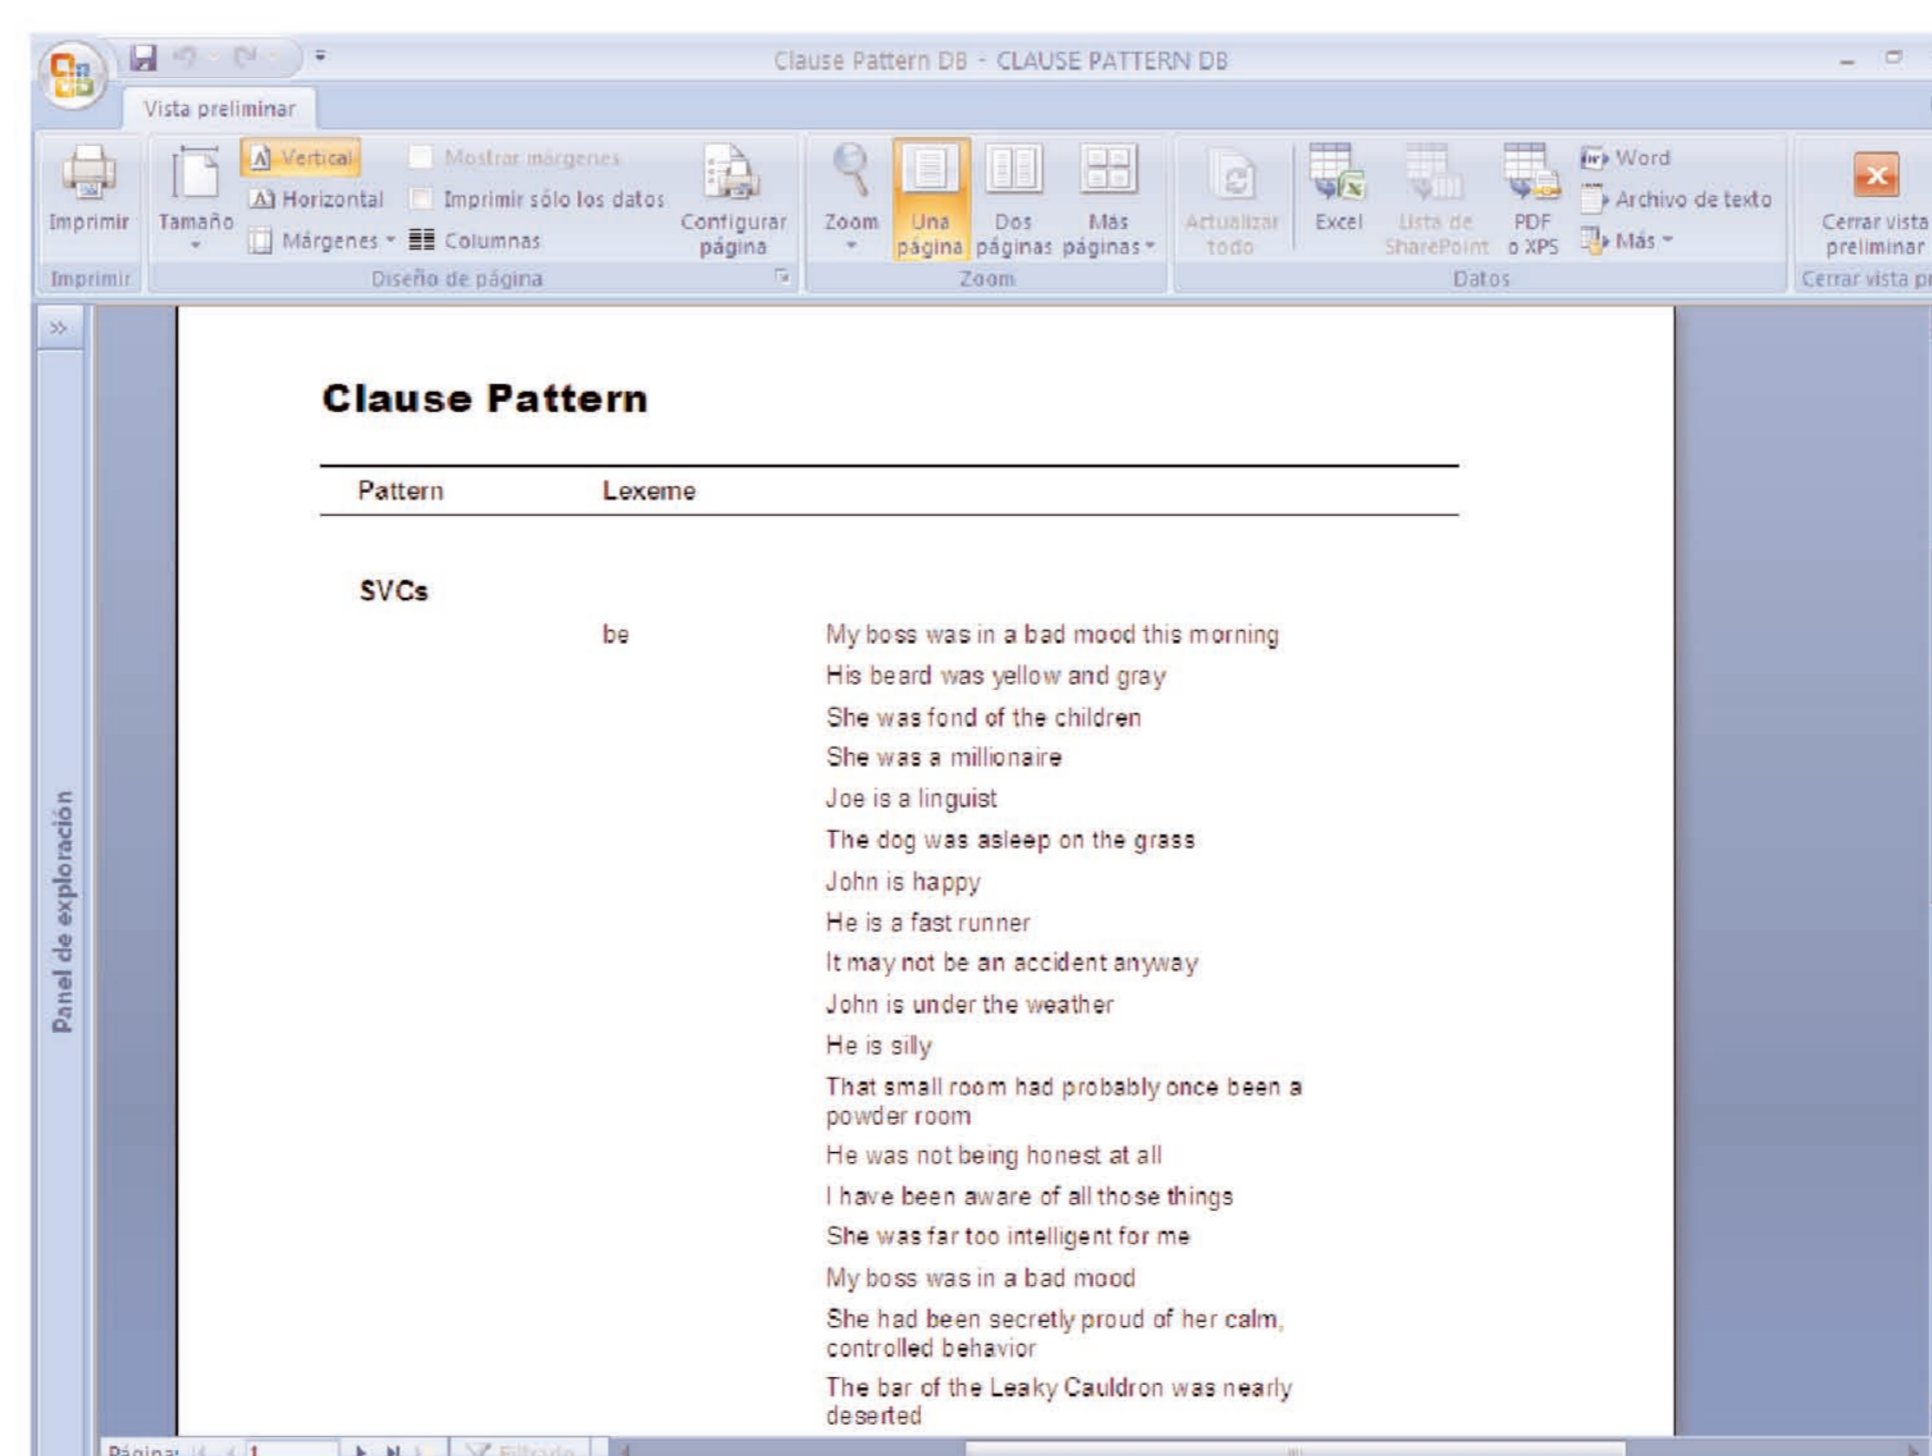 Clause Pattern DB - CLAUSE PATTERN DB
Vista preliminar
Imprimir
Tamaño
Vertical
Horizontal
Márgenes
Mostrar márgenes
Imprimir sólo los datos
Columnas
Configurar
página
Zoom
Una
página
Dos
páginas
Más
páginas
Actualizar
todo
Excel
Lista de
SharePoint
PDF
o XPS
Word
Archivo de texto
Más
Cerrar vista
preliminar
Imprimir
Diseño de página
Zoom
Datos
Cerrar vista pr
Panel de exploración
Clause Pattern
Pattern Lexeme
SVCs
be My boss was in a bad mood this morning
His beard was yellow and gray
She was fond of the children
She was a millionaire
Joe is a linguist
The dog was asleep on the grass
John is happy
He is a fast runner
It may not be an accident anyway
John is under the weather
He is silly
That small room had probably once been a
powder room
He was not being honest at all
I have been aware of all those things
She was far too intelligent for me
My boss was in a bad mood
She had been secretly proud of her calm,
controlled behavior
The bar of the Leaky Cauldron was nearly
deserted
Página: 1 Filtrado